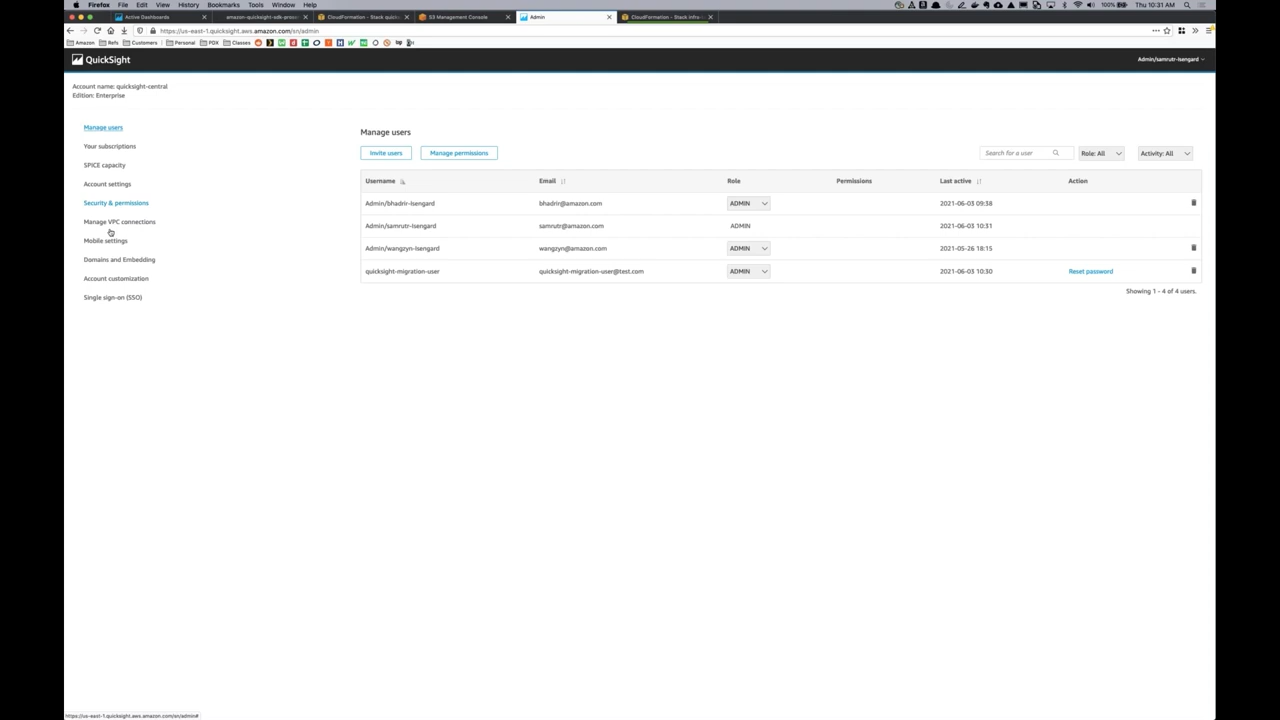 Firefox File Edit View History Bookmarks Tools Window Help 100% Thu 10:31 AM
Active Dashboards amazon-quicksight-sdk-proser CloudFormation - Stack quicks S3 Management Console Admin CloudFormation - Stack Infra
https://us-east-1.quicksight.aws.amazon.com/sn/admin
Amazon Refs Customers Personal PDX Classes
QuickSight Admin/samrutr-Isengard
Account name: quicksight-central
Edition: Enterprise
Manage users
Your subscriptions
SPICE capacity
Account settings
Security & permissions
Manage VPC connections
Mobile settings
Domains and Embedding
Account customization
Single sign-on (SSO)
Manage users
Invite users Manage permissions Search for a user Role: All Activity: All
Username Email Role Permissions Last active Action
Admin/bhadrir-Isengard bhadrir@amazon.com ADMIN 2021-06-03 09:38
Admin/samrutr-Isengard samrutr@amazon.com ADMIN 2021-06-03 10:31
Admin/wangzyn-Isengard wangzyn@amazon.com ADMIN 2021-05-26 18:15
quicksight-migration-user quicksight-migration-user@test.com ADMIN 2021-06-03 10:30 Reset password
Showing 1 - 4 of 4 users.
https://us-east-1.quicksight.aws.amazon.com/sn/admin#